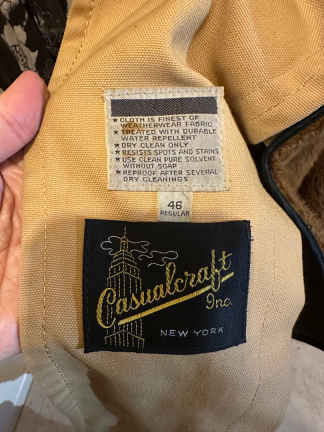 ★ CLOTH IS FINEST OF
WEATHERWEAR FABRIC
★ TREATED WITH DURABLE
WATER REPELLENT
★ DRY CLEAN ONLY
★ RESISTS SPOTS AND STAINS
★ USE CLEAN PURE SOLVENT
WITHOUT SOAP
★ REPROOF AFTER SEVERAL
DRY CLEANINGS
46
REGULAR
Casualcraft
Inc.
NEW YORK